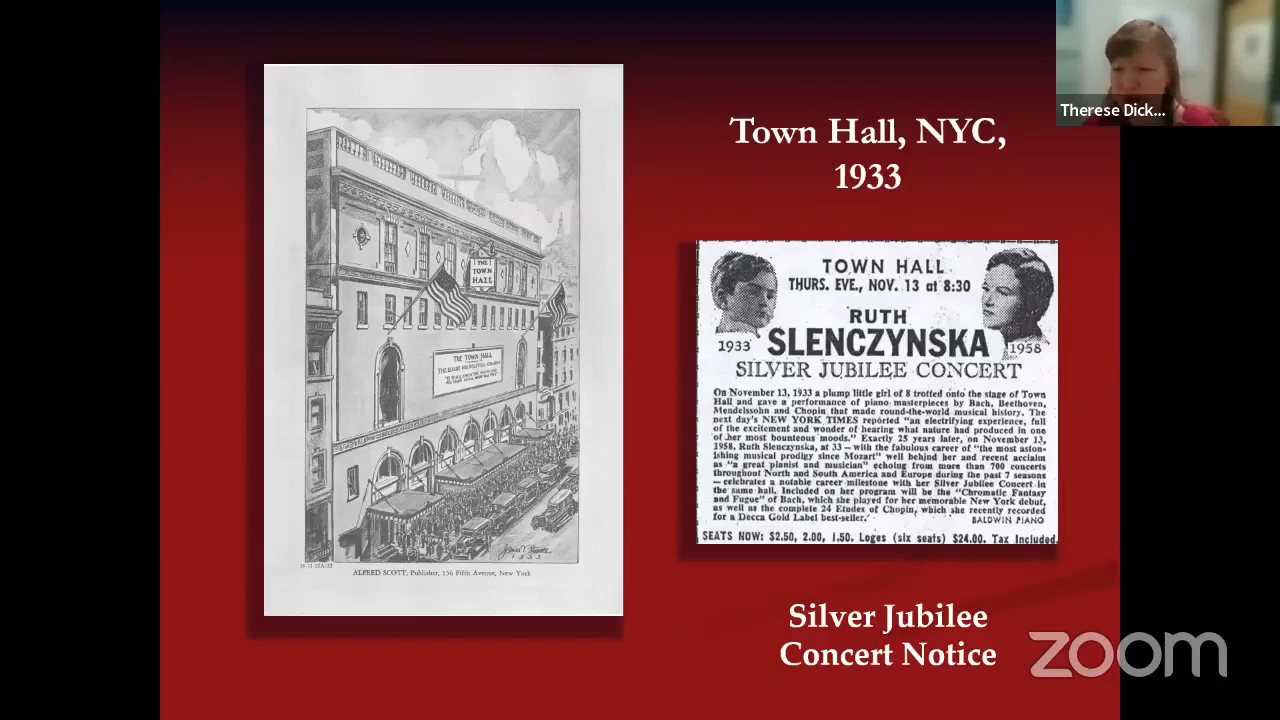 Therese Dick...
Town Hall, NYC,
1933
THE
TOWN
HALL
THE TOWN HALL
1933
ALFRED SCOTT, Publisher, 156 Fifth Avenue, New York
TOWN HALL
THURS. EVE., NOV. 13 at 8:30
RUTH
SLENCZYNSKA
1933
1958
SILVER JUBILEE CONCERT
On November 13, 1933 a plump little girl of 8 trotted onto the stage of Town
Hall and gave a performance of piano masterpieces by Bach, Beethoven,
Mendelssohn and Chopin that made round-the-world musical history. The
next day's NEW YORK TIMES reported "an electrifying experience, full
of the excitement and wonder of hearing what nature had produced in one
of her most bounteous moods." Exactly 25 years later, on November 13,
1958, Ruth Slenczynska, at 33 — with the fabulous career of "the most aston-
ishing musical prodigy since Mozart" well behind her and recent acclaim
as "a great pianist and musician" echoing from more than 700 concerts
throughout North and South America and Europe during the past 7 seasons
— celebrates a notable career milestone with her Silver Jubilee Concert in
the same hall. Included on her program will be the "Chromatic Fantasy
and Fugue" of Bach, which she played for her memorable New York debut,
as well as the complete 24 Etudes of Chopin, which she recently recorded
for a Decca Gold Label best-seller.
BALDWIN PIANO
SEATS NOW: $2.50, 2.00, 1.50. Loges (six seats) $24.00. Tax Included
Silver Jubilee
Concert Notice
zoom